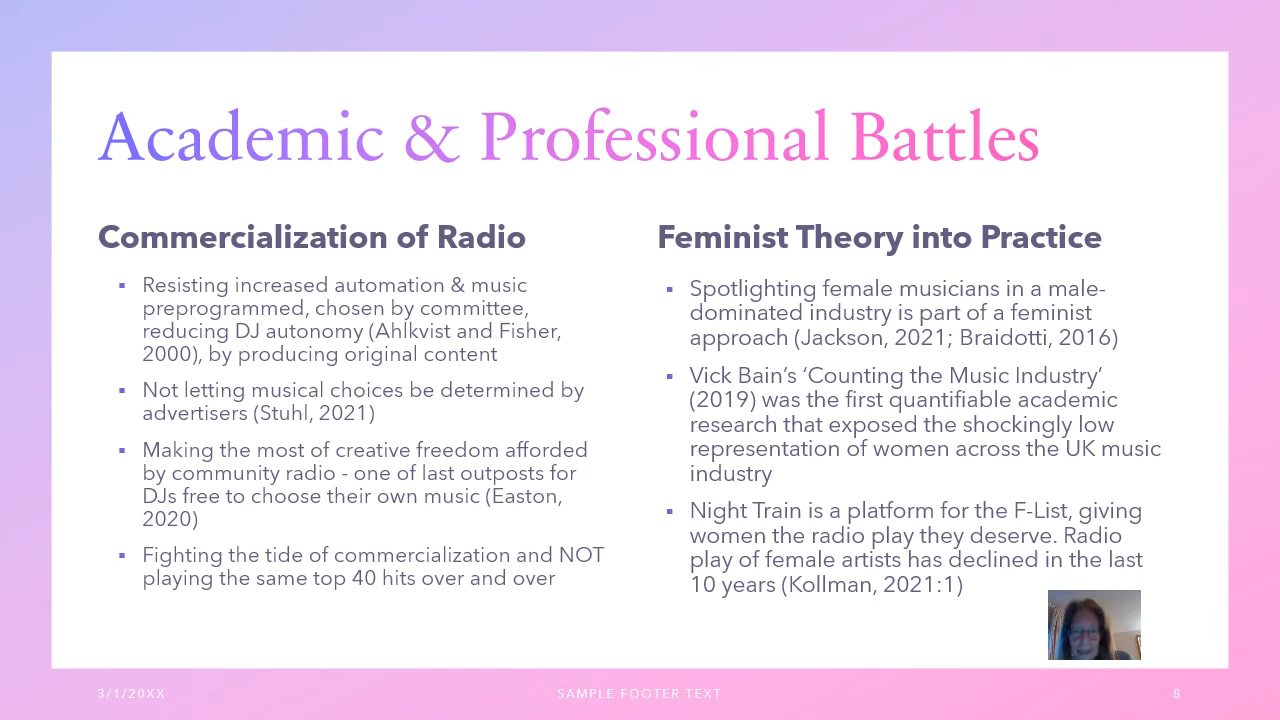 Academic & Professional Battles
Commercialization of Radio
▪ Resisting increased automation & music
preprogrammed, chosen by committee,
reducing DJ autonomy (Ahlkvist and Fisher,
2000), by producing original content
▪ Not letting musical choices be determined by
advertisers (Stuhl, 2021)
▪ Making the most of creative freedom afforded
by community radio - one of last outposts for
DJs free to choose their own music (Easton,
2020)
▪ Fighting the tide of commercialization and NOT
playing the same top 40 hits over and over
Feminist Theory into Practice
▪ Spotlighting female musicians in a male-
dominated industry is part of a feminist
approach (Jackson, 2021; Braidotti, 2016)
▪ Vick Bain’s ‘Counting the Music Industry’
(2019) was the first quantifiable academic
research that exposed the shockingly low
representation of women across the UK music
industry
▪ Night Train is a platform for the F-List, giving
women the radio play they deserve. Radio
play of female artists has declined in the last
10 years (Kollman, 2021:1)
3/1/20XX
SAMPLE FOOTER TEXT
8